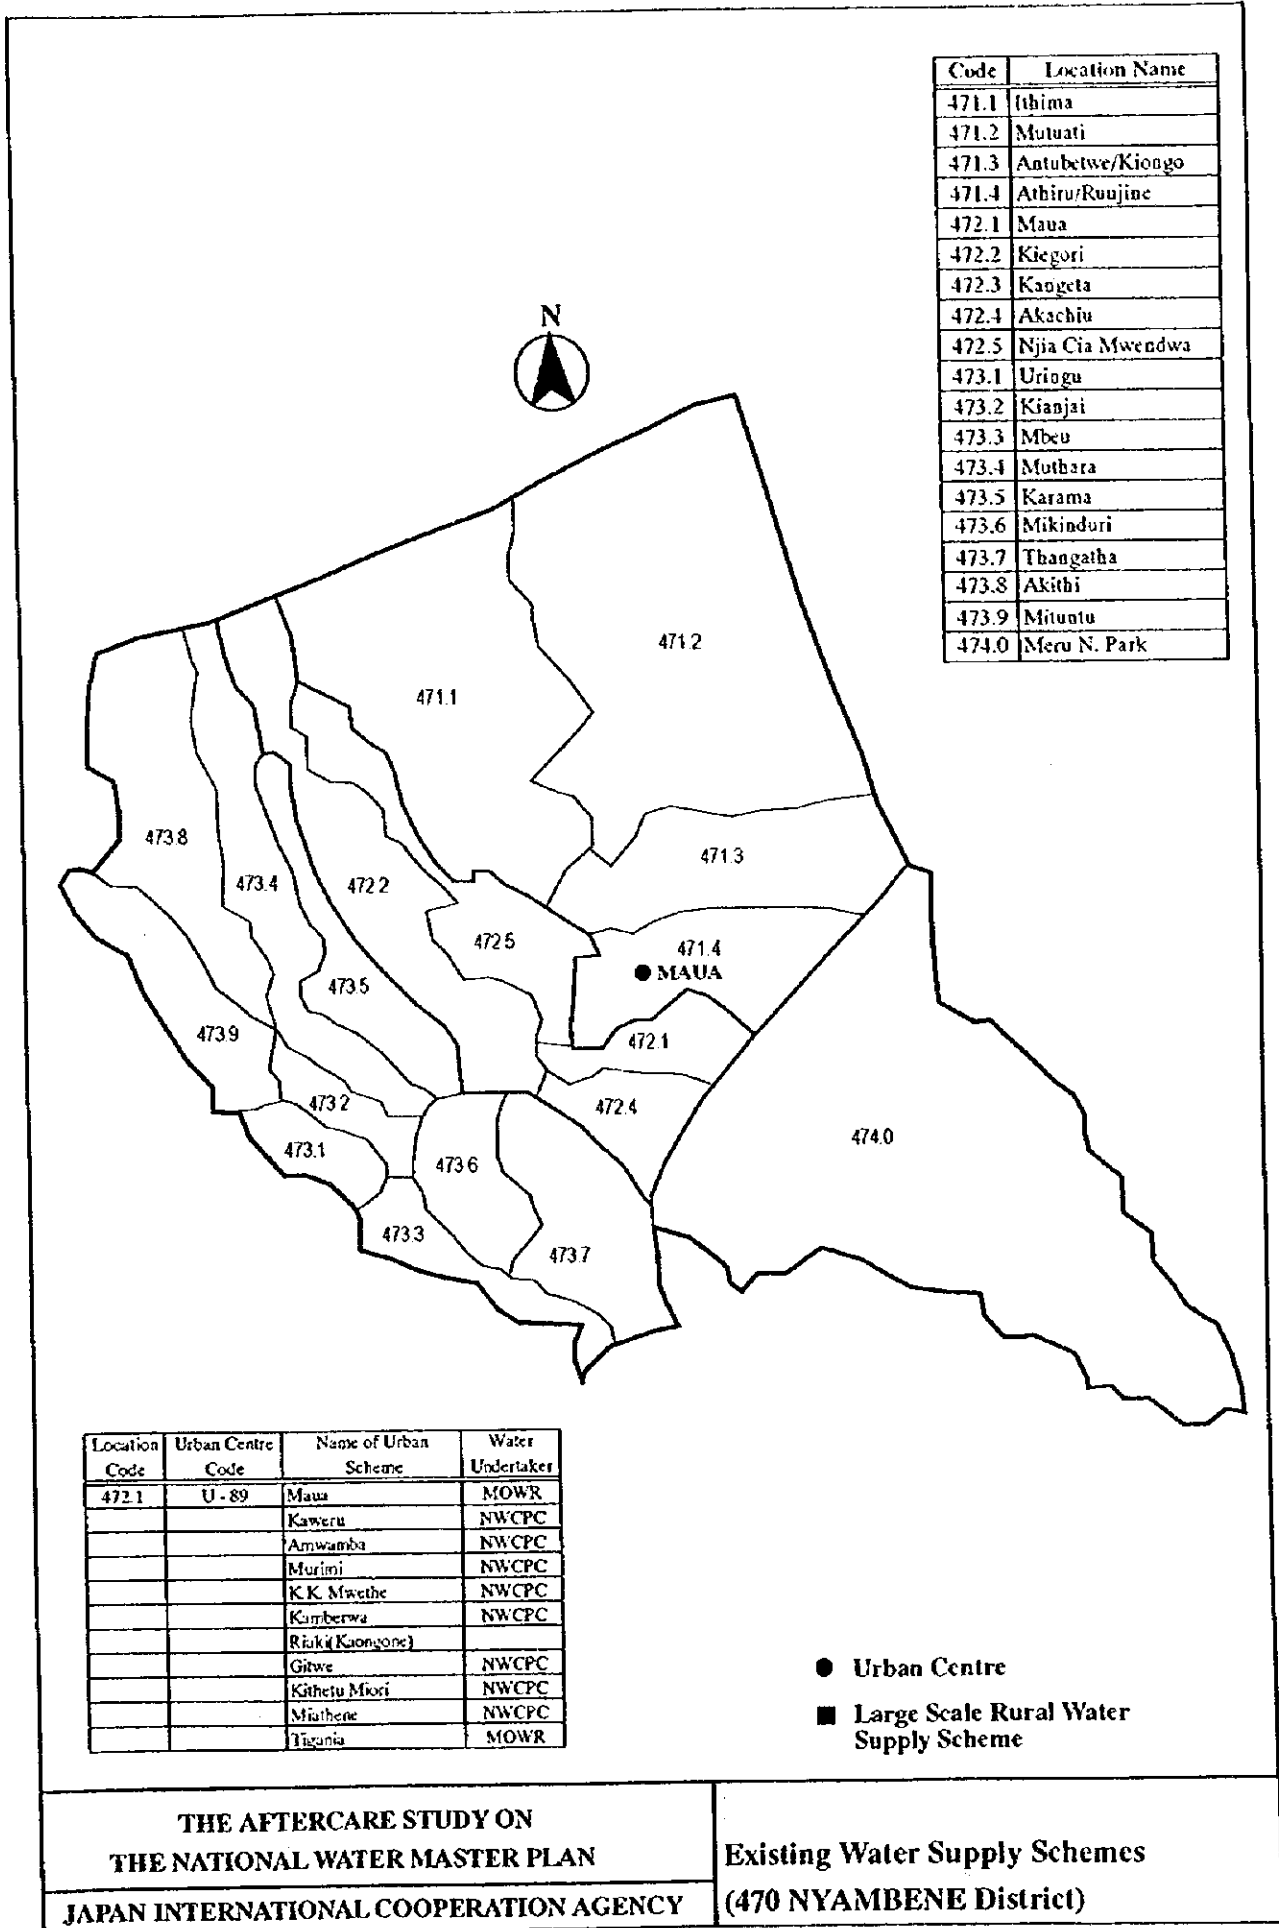 Code Location Name
471.1 Ithima
471.2 Mutuati
471.3 Antubetwe/Kiongo
471.4 Athiru/Ruujine
472.1 Maua
472.2 Kiegori
472.3 Kangeta
472.4 Akachiu
472.5 Njia Cia Mwendwa
473.1 Uringu
473.2 Kianjai
473.3 Mbeu
473.4 Muthara
473.5 Karama
473.6 Mikinduri
473.7 Thangatha
473.8 Akithi
473.9 Mituntu
474.0 Meru N. Park
N
471.2
471.1
473.8
473.4
472.2
471.3
472.5
471.4
MAUA
473.5
473.9
472.1
473.2
472.4
473.1
473.6
474.0
473.3
473.7
Location Code Urban Centre Code Name of Urban Scheme Water Undertaker
472.1 U - 89 Maua MOWR
Kaweru NWCPC
Amwamba NWCPC
Murimi NWCPC
K.K. Mwethe NWCPC
Kamberwa NWCPC
Riaki(Kaongone)
Gitwe NWCPC
Kithetu Miori NWCPC
Miathene NWCPC
Tigania MOWR
Urban Centre
Large Scale Rural Water
Supply Scheme
THE AFTERCARE STUDY ON
THE NATIONAL WATER MASTER PLAN
JAPAN INTERNATIONAL COOPERATION AGENCY
Existing Water Supply Schemes
(470 NYAMBENE District)